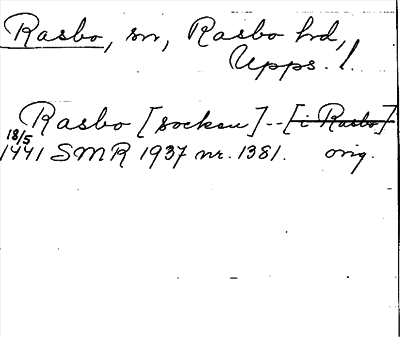 Rasbo, sn, Rasbo hd,
Upps. l.
Rasbo [socken] -- [i Rasbo]
18/5
1441 SMR 1937 nr. 1381. orig.